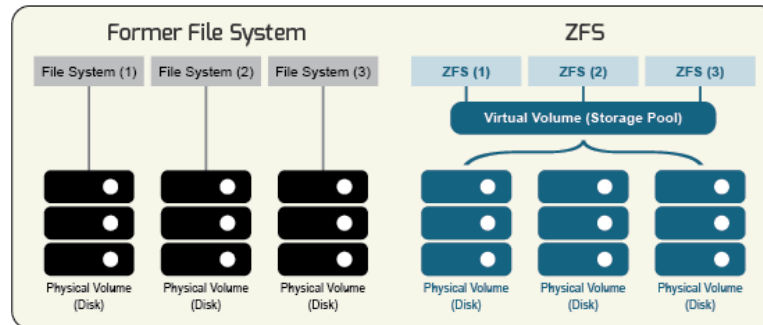 Former File System
File System (1) File System (2) File System (3)
Physical Volume
(Disk)
Physical Volume
(Disk)
Physical Volume
(Disk)
ZFS
ZFS (1) ZFS (2) ZFS (3)
Virtual Volume (Storage Pool)
Physical Volume
(Disk)
Physical Volume
(Disk)
Physical Volume
(Disk)